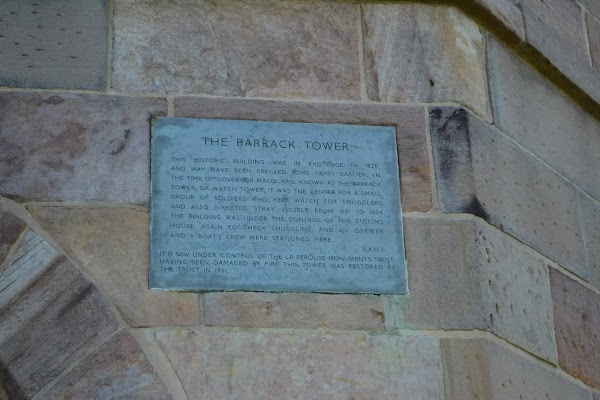 THE BARRACK TOWER
THIS HISTORIC BUILDING WAS IN EXISTENCE IN 1820,
AND MAY HAVE BEEN ERECTED SOME YEARS EARLIER, IN
THE TIME OF GOVERNOR MACQUARIE. KNOWN AS THE BARRACK
TOWER, OR WATCH TOWER, IT WAS THE CENTRE FOR A SMALL
GROUP OF SOLDIERS WHO KEPT WATCH FOR SMUGGLERS,
AND ALSO DIRECTED STRAY VESSELS. FROM 1831 TO 1904
THE BUILDING WAS UNDER THE CONTROL OF THE CUSTOMS
HOUSE, AGAIN TO CHECK SMUGGLING, AND AN OFFICER
AND A BOAT'S CREW WERE STATIONED HERE.
R.A.H.S.
IT IS NOW UNDER CONTROL OF THE LA PEROUSE MONUMENTS TRUST.
HAVING BEEN DAMAGED BY FIRE THIS TOWER WAS RESTORED BY
THE TRUST IN 1961.